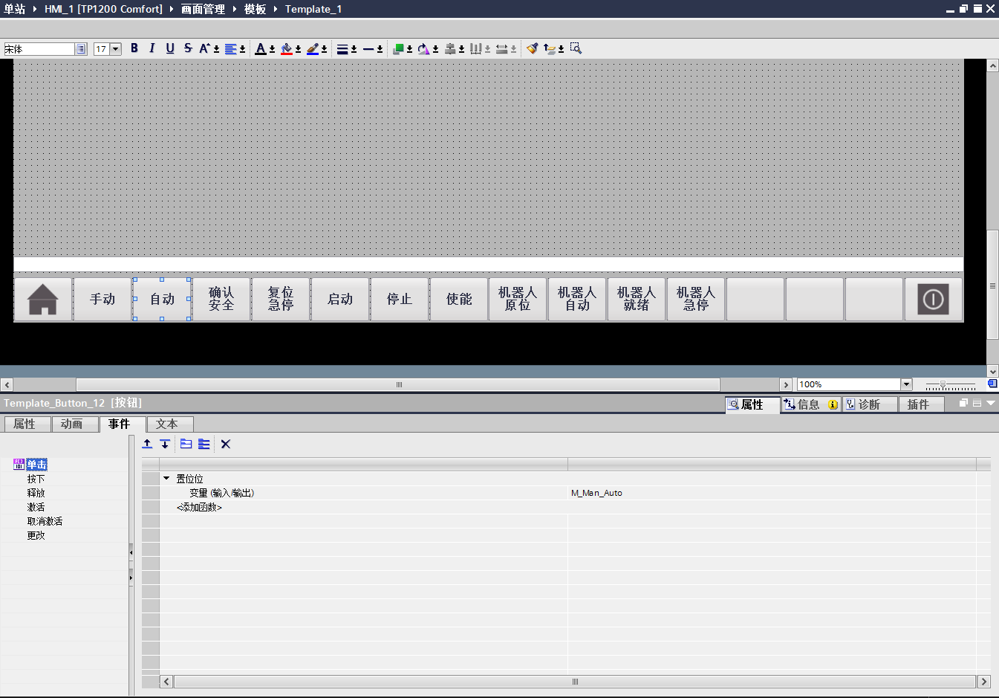 单站 HMI_1 [TP1200 Comfort] 画面管理 模板 Template_1
宋体 17 B I U S A A
手动 自动 确认 复位 启动 停止 使能 机器人 机器人 机器人 机器人
安全 急停 原位 自动 就绪 急停
100%
Template_Button_12 [按钮] 属性 信息 诊断 插件
属性 动画 事件 文本
单击
按下
释放
激活
取消激活
更改
置位位
变量 (输入/输出) M_Man_Auto
<添加函数>